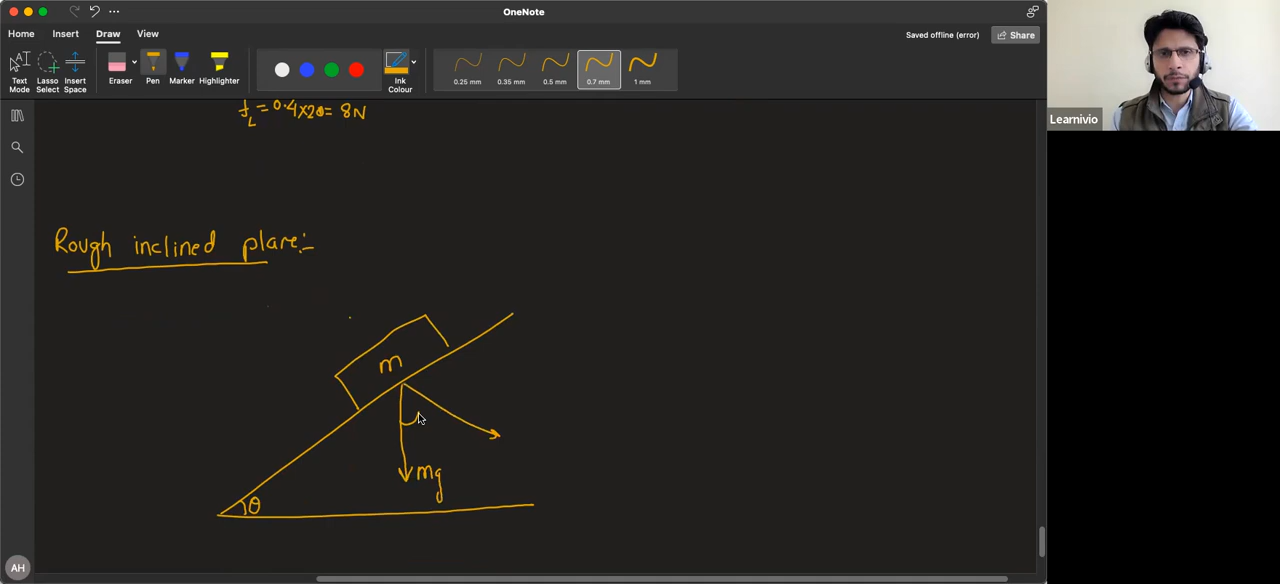 OneNote
Home Insert Draw View
Saved offline (error)
Share
Text Mode
Lasso Select
Insert Space
Eraser
Pen
Marker
Highlighter
Ink Colour
0.25 mm
0.35 mm
0.5 mm
0.7 mm
1 mm
Learnivio
f_L = 0.4×20 = 8N
Rough inclined plane:-
m
mg
θ
AH